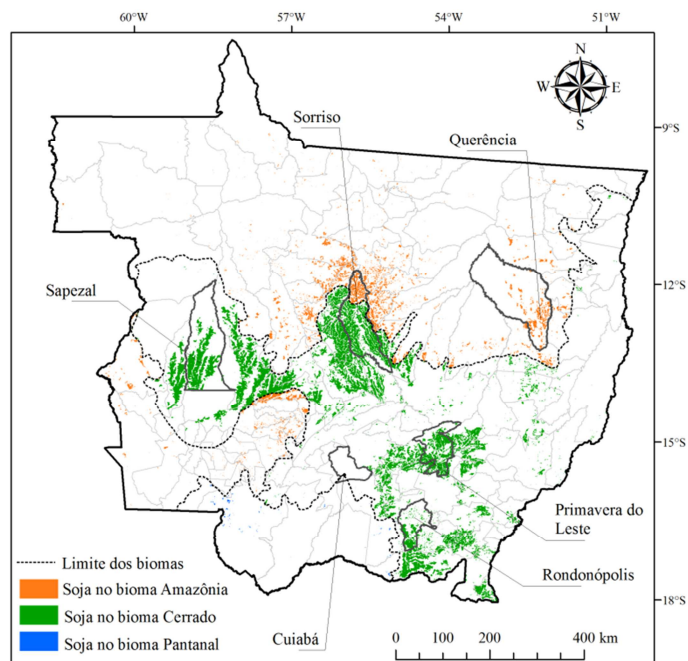 60°W 57°W 54°W 51°W
N
W E
S
Sorriso
Querência
9°S
12°S
Sapezal
15°S
Primavera do
Leste
Rondonópolis
Limite dos biomas
Soja no bioma Amazônia
Soja no bioma Cerrado
Soja no bioma Pantanal
Cuiabá
18°S
0 100 200 400 km